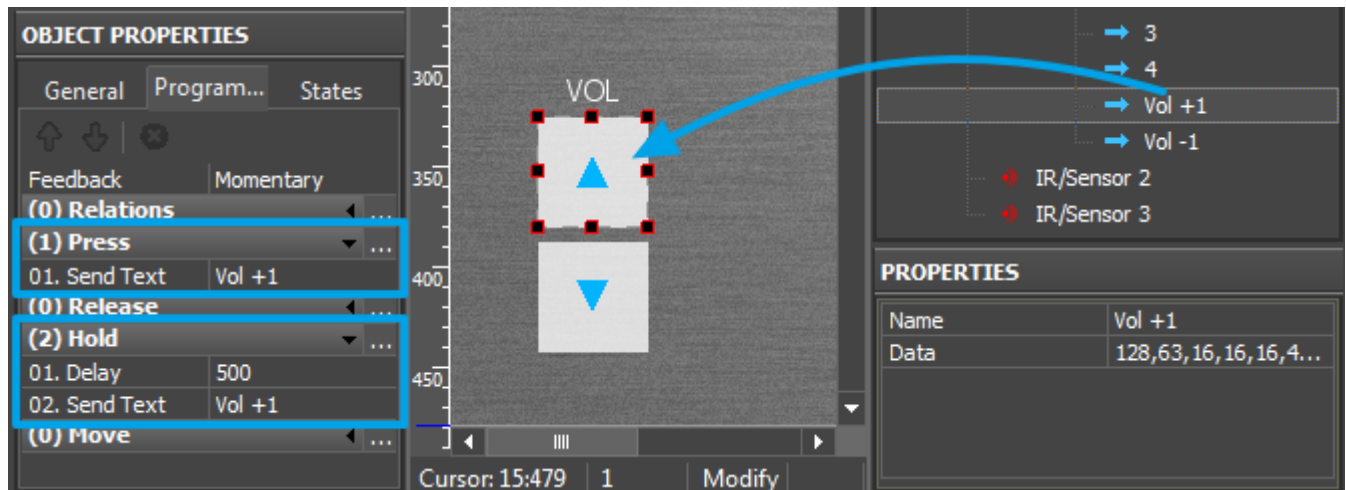 OBJECT PROPERTIES
General Program... States
Feedback Momentary
(0) Relations ...
(1) Press ...
01. Send Text Vol +1
(0) Release ...
(2) Hold ...
01. Delay 500
02. Send Text Vol +1
(0) Move ...
300
350
400
450
VOL
Cursor: 15:479 1 Modify
3
4
Vol +1
Vol -1
IR/Sensor 2
IR/Sensor 3
PROPERTIES
Name Vol +1
Data 128,63,16,16,16,4...